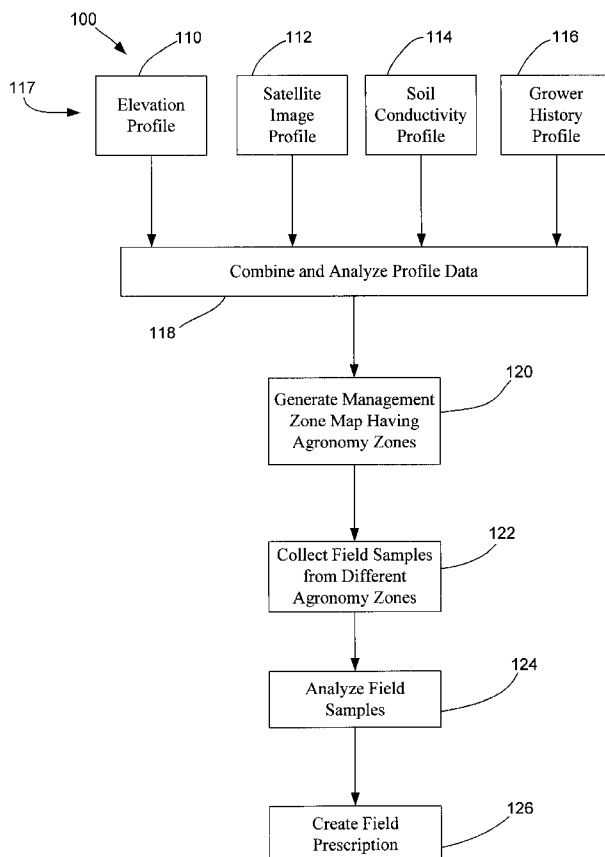 100
110
112
114
116
117
Elevation
Profile
Satellite
Image
Profile
Soil
Conductivity
Profile
Grower
History
Profile
Combine and Analyze Profile Data
118
120
Generate Management
Zone Map Having
Agronomy Zones
122
Collect Field Samples
from Different
Agronomy Zones
124
Analyze Field
Samples
126
Create Field
Prescription